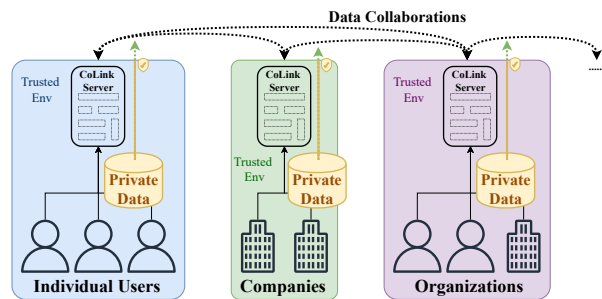 Data Collaborations
CoLink
Server
Trusted
Env
Private
Data
Individual Users
CoLink
Server
Trusted
Env
Private
Data
Companies
CoLink
Server
Trusted
Env
Private
Data
Organizations
......